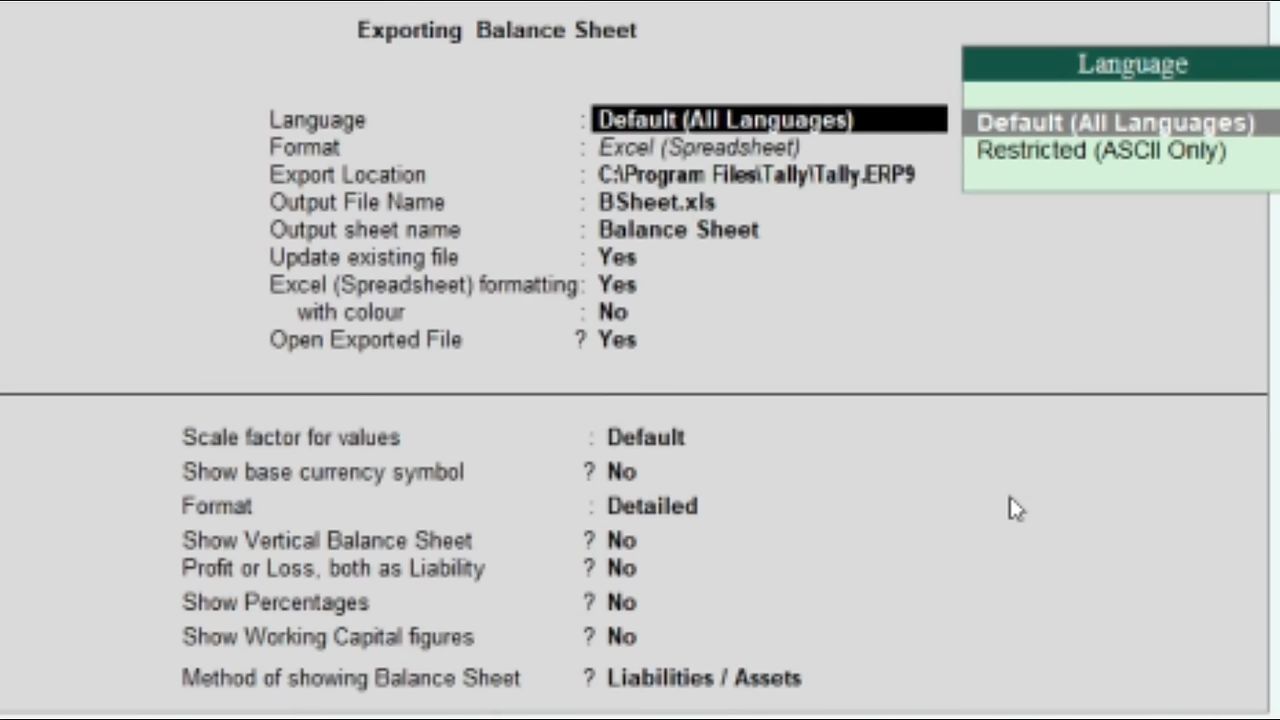 Exporting Balance Sheet
Language
Language : Default (All Languages)
Default (All Languages)
Format : Excel (Spreadsheet)
Restricted (ASCII Only)
Export Location : C:\Program Files\Tally\Tally.ERP9
Output File Name : BSheet.xls
Output sheet name : Balance Sheet
Update existing file : Yes
Excel (Spreadsheet) formatting: Yes
with colour : No
Open Exported File ? Yes
Scale factor for values : Default
Show base currency symbol ? No
Format : Detailed
Show Vertical Balance Sheet ? No
Profit or Loss, both as Liability ? No
Show Percentages ? No
Show Working Capital figures ? No
Method of showing Balance Sheet ? Liabilities / Assets